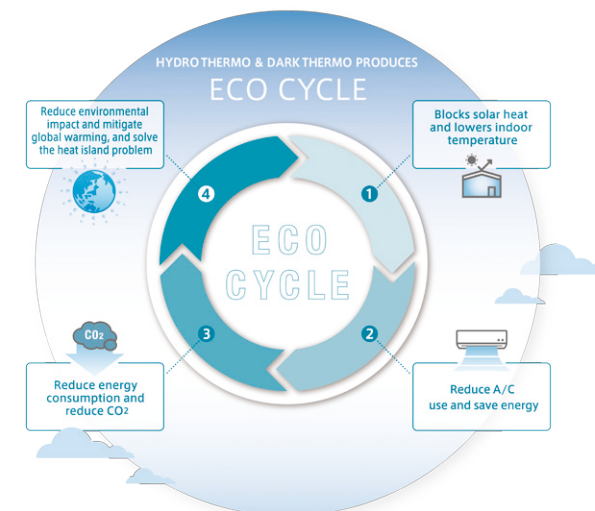 HYDRO THERMO & DARK THERMO PRODUCES
ECO CYCLE
Reduce environmental
impact and mitigate
global warming, and solve
the heat island problem
Blocks solar heat
and lowers indoor
temperature
4
1
ECO
CYCLE
3
2
CO2
Reduce energy
consumption and
reduce CO2
Reduce A/C
use and save energy